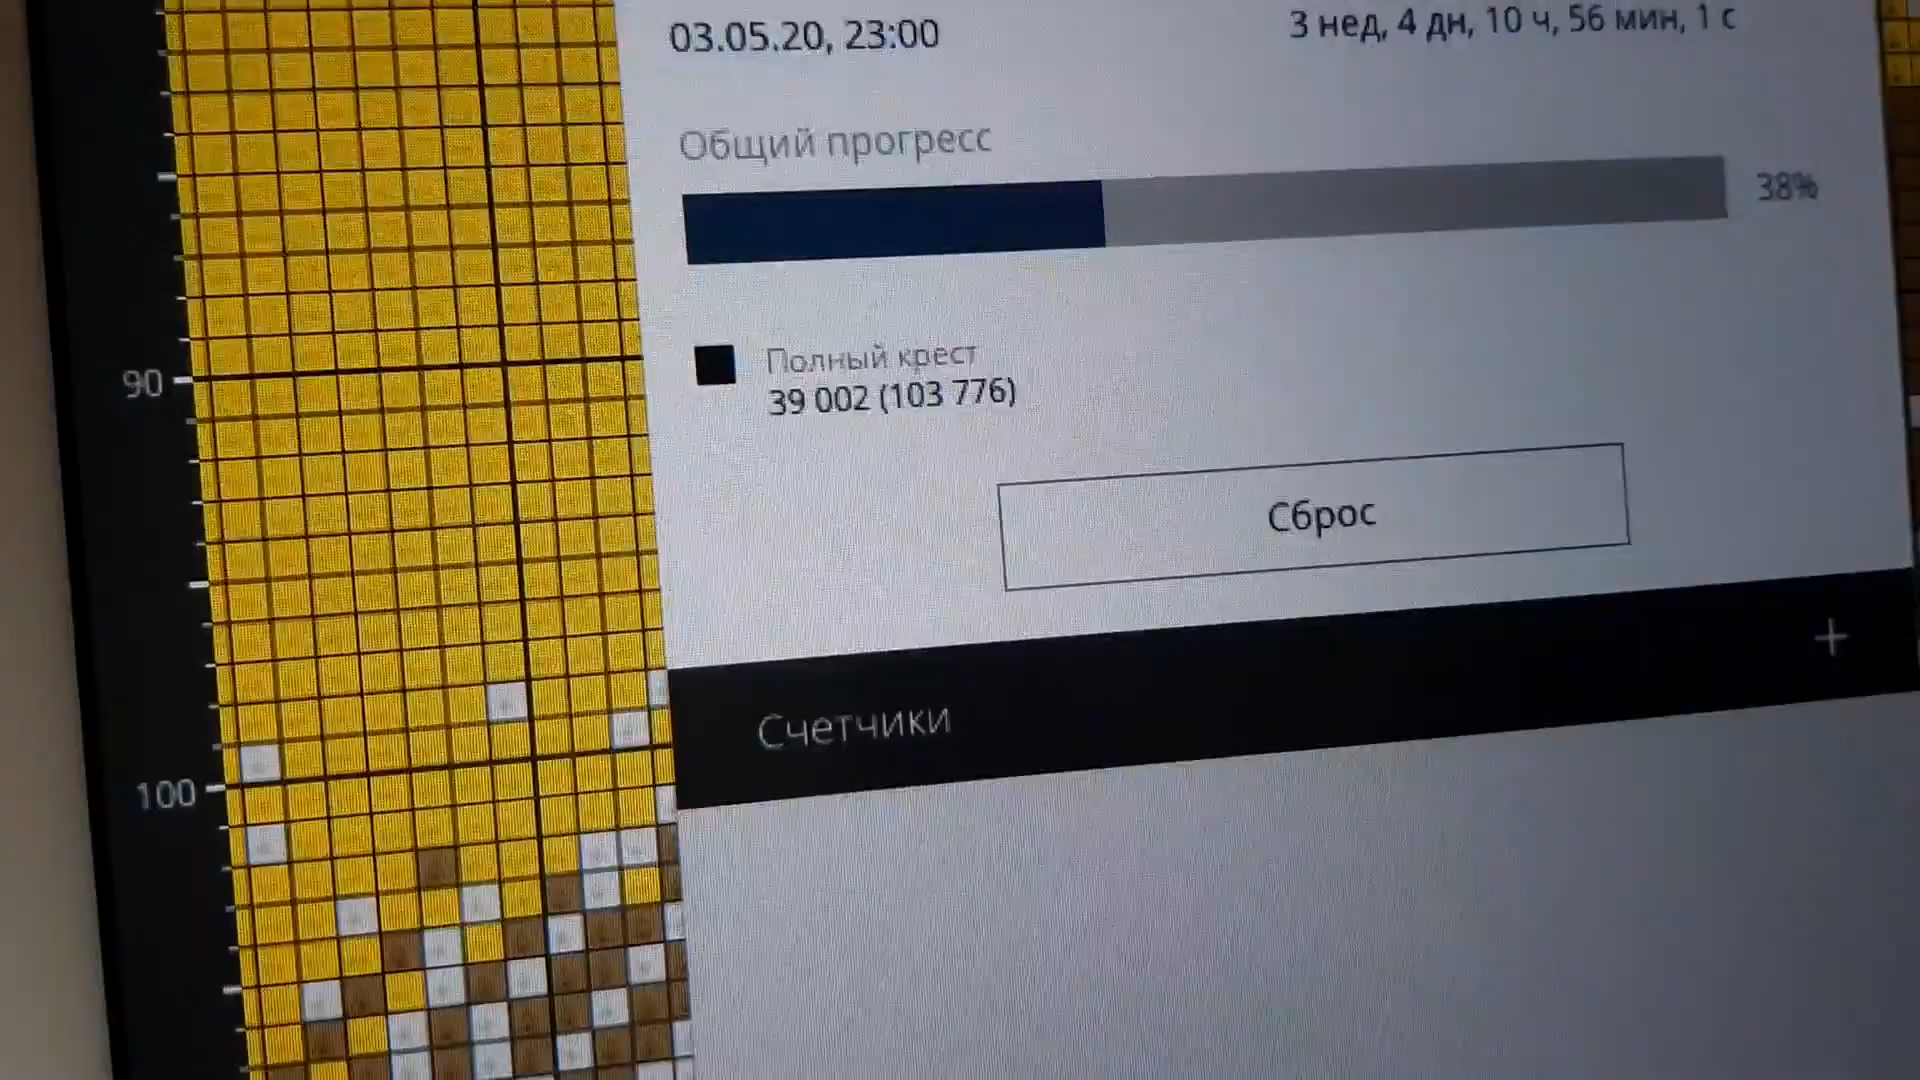 03.05.20, 23:00
3 нед, 4 дн, 10 ч, 56 мин, 1 с
Общий прогресс
38%
90
Полный крест
39 002 (103 776)
Сброс
+
Счетчики
100